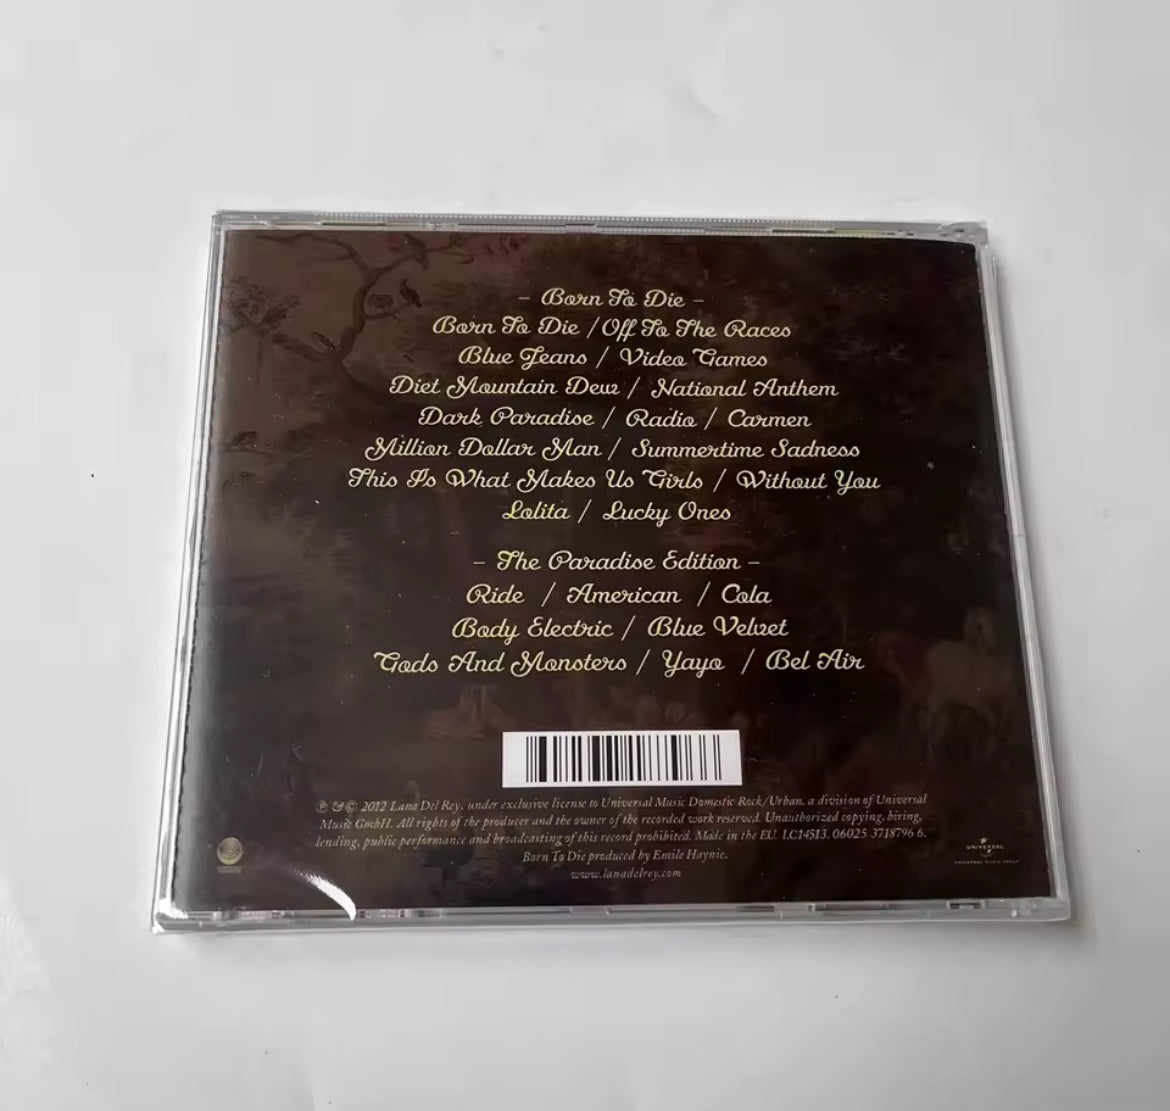 - Born To Die -
Born To Die / Off To The Races
Blue Jeans / Video Games
Diet Mountain Dew / National Anthem
Dark Paradise / Radio / Carmen
Million Dollar Man / Summertime Sadness
This Is What Makes Us Girls / Without You
Lolita / Lucky Ones
- The Paradise Edition -
Ride / American / Cola
Body Electric / Blue Velvet
Gods And Monsters / Yayo / Bel Air
℗ & © 2012 Lana Del Rey, under exclusive license to Universal Music Domestic Rock/Urban, a division of Universal
Music GmbH. All rights of the producer and the owner of the recorded work reserved. Unauthorized copying, hiring,
lending, public performance and broadcasting of this record prohibited. Made in the EU. LC14513. 06025 3718796 6.
Born To Die produced by Emile Haynie.
www.lanadelrey.com
UNIVERSAL
UNIVERSAL MUSIC GROUP